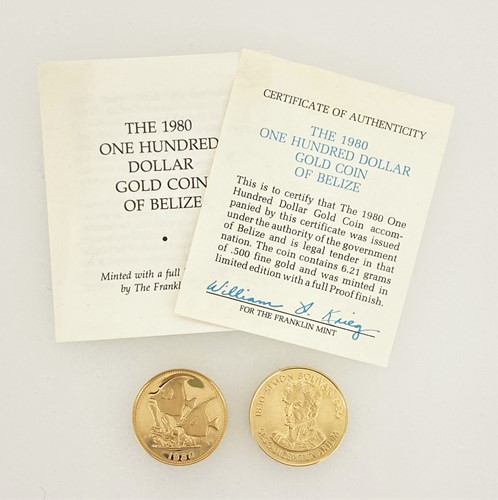 THE 1980
ONE HUNDRED
DOLLAR
GOLD COIN
OF BELIZE
•
Minted with a full
by The Frankl
CERTIFICATE OF AUTHENTICITY
THE 1980
ONE HUNDRED DOLLAR
GOLD COIN
OF BELIZE
This is to certify that The 1980 One
Hundred Dollar Gold Coin accom-
panied by this certificate was issued
under the authority of the government
of Belize and is legal tender in that
nation. The coin contains 6.21 grams
of .500 fine gold and was minted in
limited edition with a full Proof finish.
William A. Krieg
FOR THE FRANKLIN MINT
1980
1830 SIMON BOLIVAR